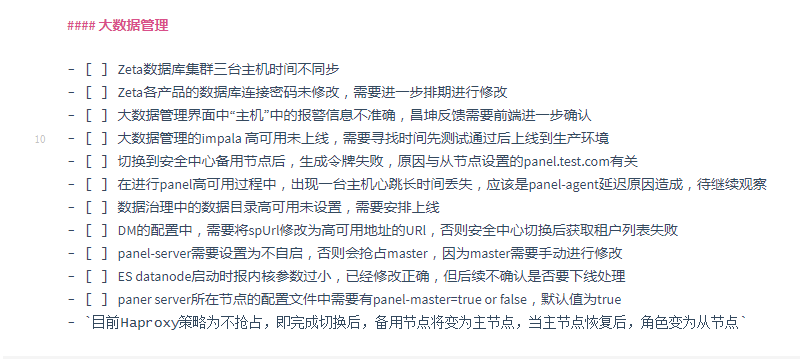 #### 大数据管理
- [ ] Zeta数据库集群三台主机时间不同步
- [ ] Zeta各产品的数据库连接密码未修改，需要进一步排期进行修改
- [ ] 大数据管理界面中“主机”中的报警信息不准确，昌坤反馈需要前端进一步确认
10 - [ ] 大数据管理的impala 高可用未上线，需要寻找时间先测试通过后上线到生产环境
- [ ] 切换到安全中心备用节点后，生成令牌失败，原因与从节点设置的panel.test.com有关
- [ ] 在进行panel高可用过程中，出现一台主机心跳长时间丢失，应该是panel-agent延迟原因造成，待继续观察
- [ ] 数据治理中的数据目录高可用未设置，需要安排上线
- [ ] DM的配置中，需要将spUrl修改为高可用地址的URl，否则安全中心切换后获取租户列表失败
- [ ] panel-server需要设置为不自启，否则会抢占master，因为master需要手动进行修改
- [ ] ES datanode启动时报内核参数过小，已经修改正确，但后续不确认是否要下线处理
- [ ] paner server所在节点的配置文件中需要有panel-master=true or false，默认值为true
- `目前Haproxy策略为不抢占，即完成切换后，备用节点将变为主节点，当主节点恢复后，角色变为从节点`